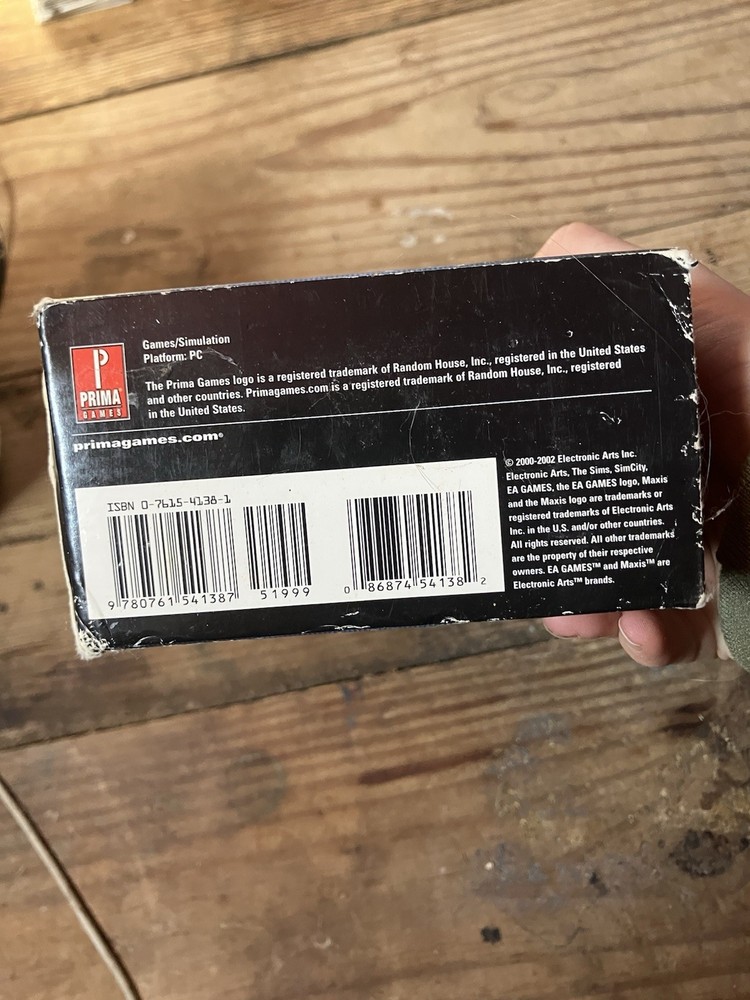 P
PRIMA
GAMES
Games/Simulation
Platform: PC
The Prima Games logo is a registered trademark of Random House, Inc., registered in the United States
and other countries. Primagames.com is a registered trademark of Random House, Inc., registered
in the United States.
primagames.com®
ISBN 0-7615-4138-1
9 780761 541387
51999
0 86874 54138 2
© 2000-2002 Electronic Arts Inc.
Electronic Arts, The Sims, SimCity,
EA GAMES, the EA GAMES logo, Maxis
and the Maxis logo are trademarks or
registered trademarks of Electronic Arts
Inc. in the U.S. and/or other countries.
All rights reserved. All other trademarks
are the property of their respective
owners. EA GAMES™ and Maxis™ are
Electronic Arts™ brands.